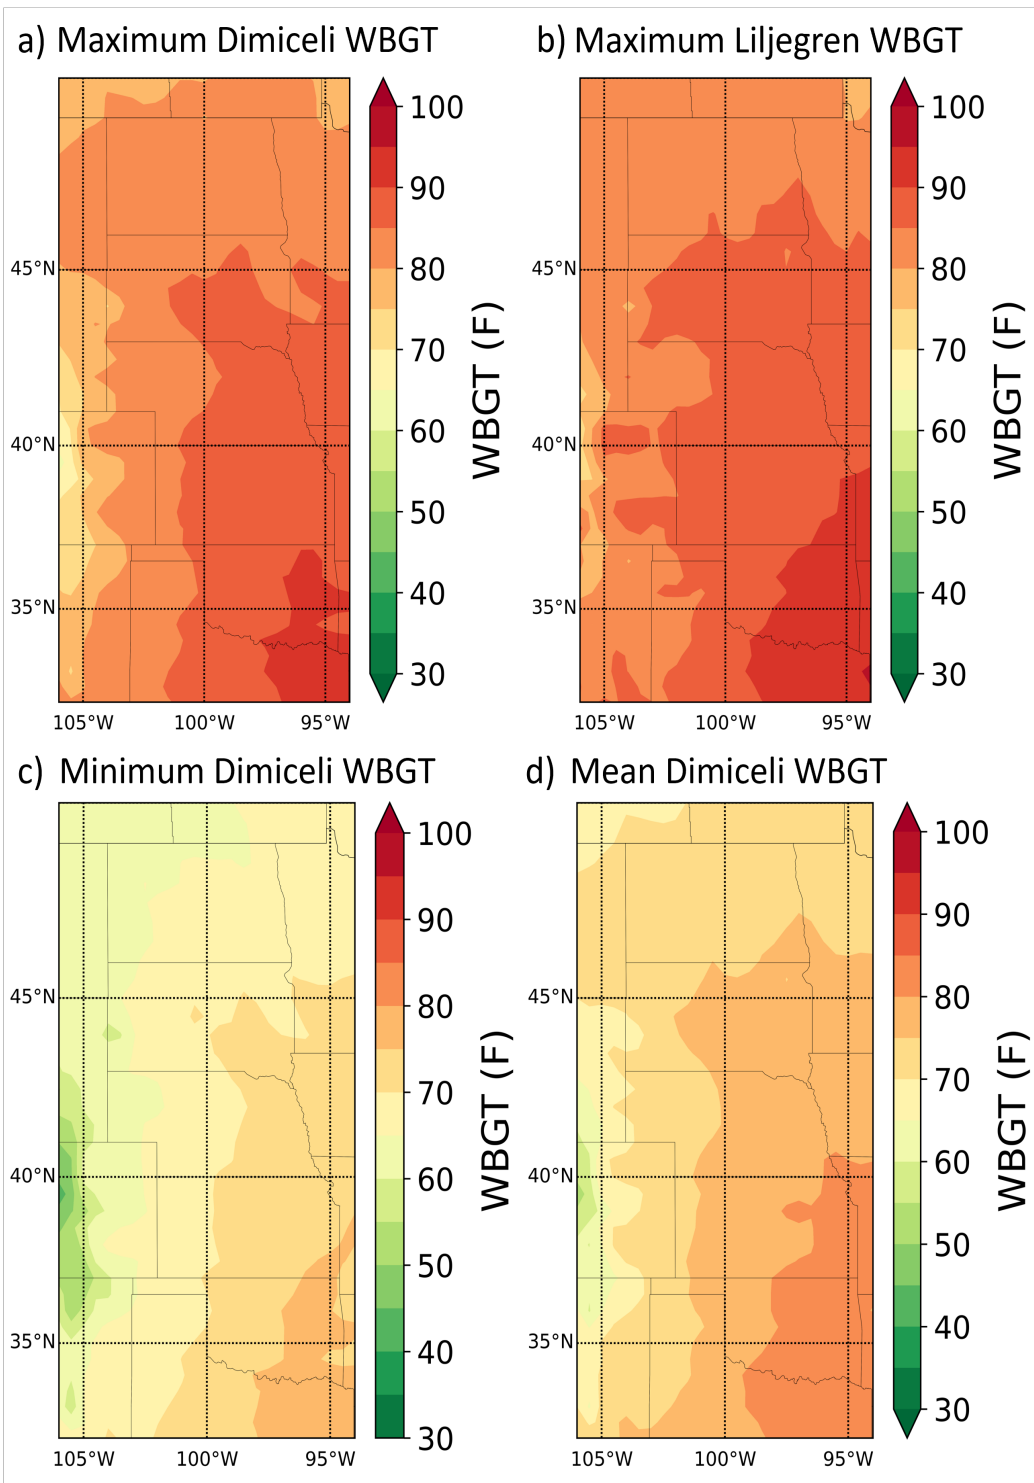 a) Maximum Dimiceli WBGT
b) Maximum Liljegren WBGT
100
90
80
70
60
50
40
30
WBGT (F)
45°N
40°N
35°N
105°W
100°W
95°W
100
90
80
70
60
50
40
30
WBGT (F)
45°N
40°N
35°N
105°W
100°W
95°W
c) Minimum Dimiceli WBGT
d) Mean Dimiceli WBGT
100
90
80
70
60
50
40
30
WBGT (F)
45°N
40°N
35°N
105°W
100°W
95°W
100
90
80
70
60
50
40
30
WBGT (F)
45°N
40°N
35°N
105°W
100°W
95°W